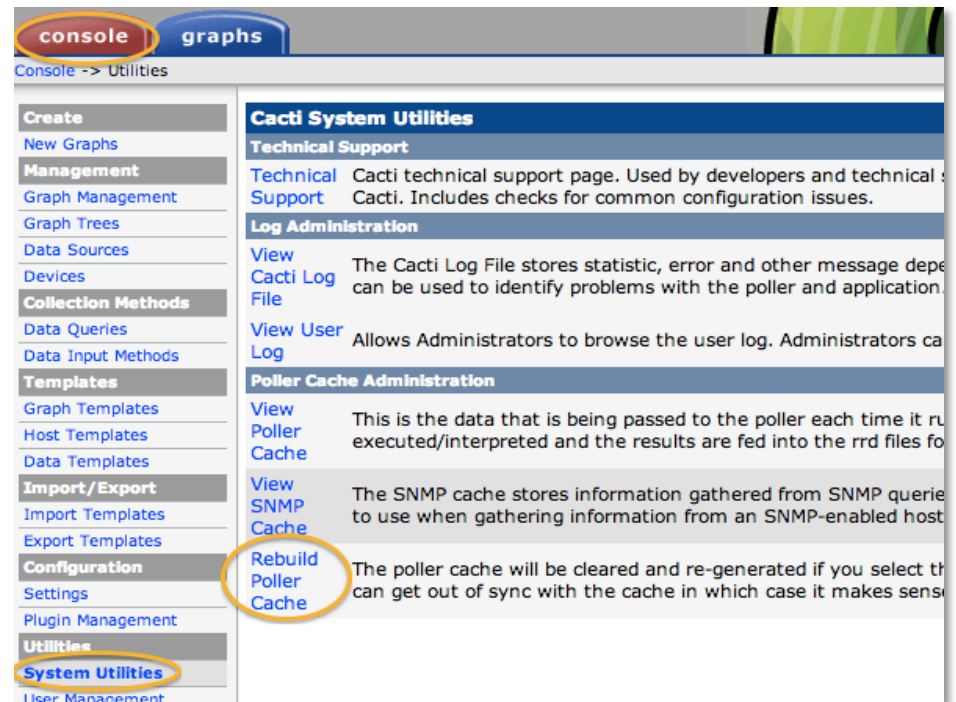 console graphs
Console -> Utilities
Create
New Graphs
Management
Graph Management
Graph Trees
Data Sources
Devices
Collection Methods
Data Queries
Data Input Methods
Templates
Graph Templates
Host Templates
Data Templates
Import/Export
Import Templates
Export Templates
Configuration
Settings
Plugin Management
Utilities
System Utilities
User Management
Cacti System Utilities
Technical Support
Technical
Support
Cacti technical support page. Used by developers and technical
Cacti. Includes checks for common configuration issues.
Log Administration
View
Cacti Log
File
The Cacti Log File stores statistic, error and other message
can be used to identify problems with the poller and application.
View User
Log
Allows Administrators to browse the user log. Administrators
Poller Cache Administration
View
Poller
Cache
This is the data that is being passed to the poller each time it
executed/interpreted and the results are fed into the rrd files
View
SNMP
Cache
The SNMP cache stores information gathered from SNMP
to use when gathering information from an SNMP-enabled host
Rebuild
Poller
Cache
The poller cache will be cleared and re-generated if you select
can get out of sync with the cache in which case it makes